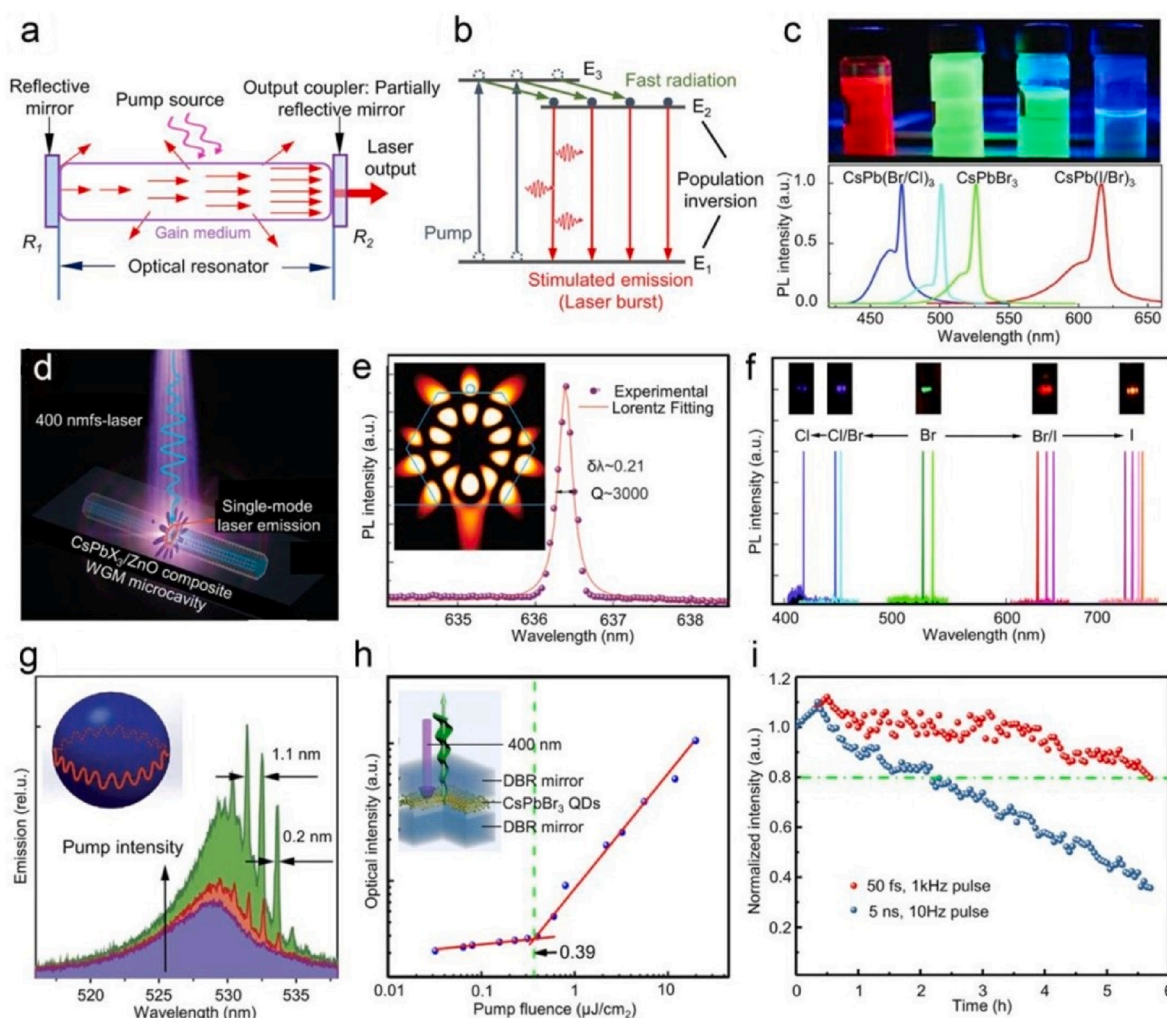 a
Reflective
mirror
Pump source
Output coupler: Partially
reflective mirror
Laser
output
R1
Gain medium
R2
Optical resonator
b
E3
Fast radiation
E2
Population
inversion
Pump
E1
Stimulated emission
(Laser burst)
c
CsPb(Br/Cl)3
CsPbBr3
CsPb(I/Br)3
PL intensity (a.u.)
1.0
0.5
0.0
450 500 550 600 650
Wavelength (nm)
d
400 nmfs-laser
Single-mode
laser emission
CsPbX3/ZnO composite
WGM microcavity
e
Experimental
Lorentz Fitting
δλ~0.21
Q~3000
PL intensity (a.u.)
635 636 637 638
Wavelength (nm)
f
Cl Cl/Br Br Br/I I
PL intensity (a.u.)
400 500 600 700
Wavelength (nm)
g
1.1 nm
0.2 nm
Pump intensity
Emission (rel.u.)
520 525 530 535
Wavelength (nm)
h
400 nm
DBR mirror
CsPbBr3 QDs
DBR mirror
Optical intensity (a.u.)
0.39
0.01 0.1 1 10
Pump fluence (μJ/cm2)
i
Normalized intensity (a.u.)
1.2
1.0
0.8
0.6
0.4
0.2
0
50 fs, 1kHz pulse
5 ns, 10Hz pulse
0 1 2 3 4 5 6
Time (h)